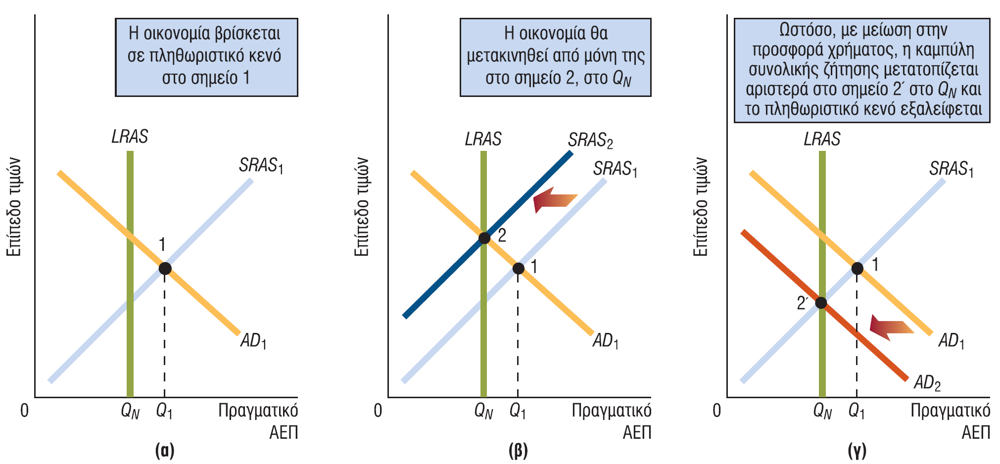 Η οικονομία βρίσκεται
σε πληθωριστικό κενό
στο σημείο 1
LRAS
SRAS1
1
AD1
Επίπεδο τιμών
0
QN
Q1
Πραγματικό
ΑΕΠ
(α)
Η οικονομία θα
μετακινηθεί από μόνη της
στο σημείο 2, στο QN
LRAS
SRAS2
SRAS1
2
1
AD1
Επίπεδο τιμών
0
QN
Q1
Πραγματικό
ΑΕΠ
(β)
Ωστόσο, με μείωση στην
προσφορά χρήματος, η καμπύλη
συνολικής ζήτησης μετατοπίζεται
αριστερά στο σημείο 2´ στο QN και
το πληθωριστικό κενό εξαλείφεται
LRAS
SRAS1
1
2´
AD1
AD2
Επίπεδο τιμών
0
QN
Q1
Πραγματικό
ΑΕΠ
(γ)